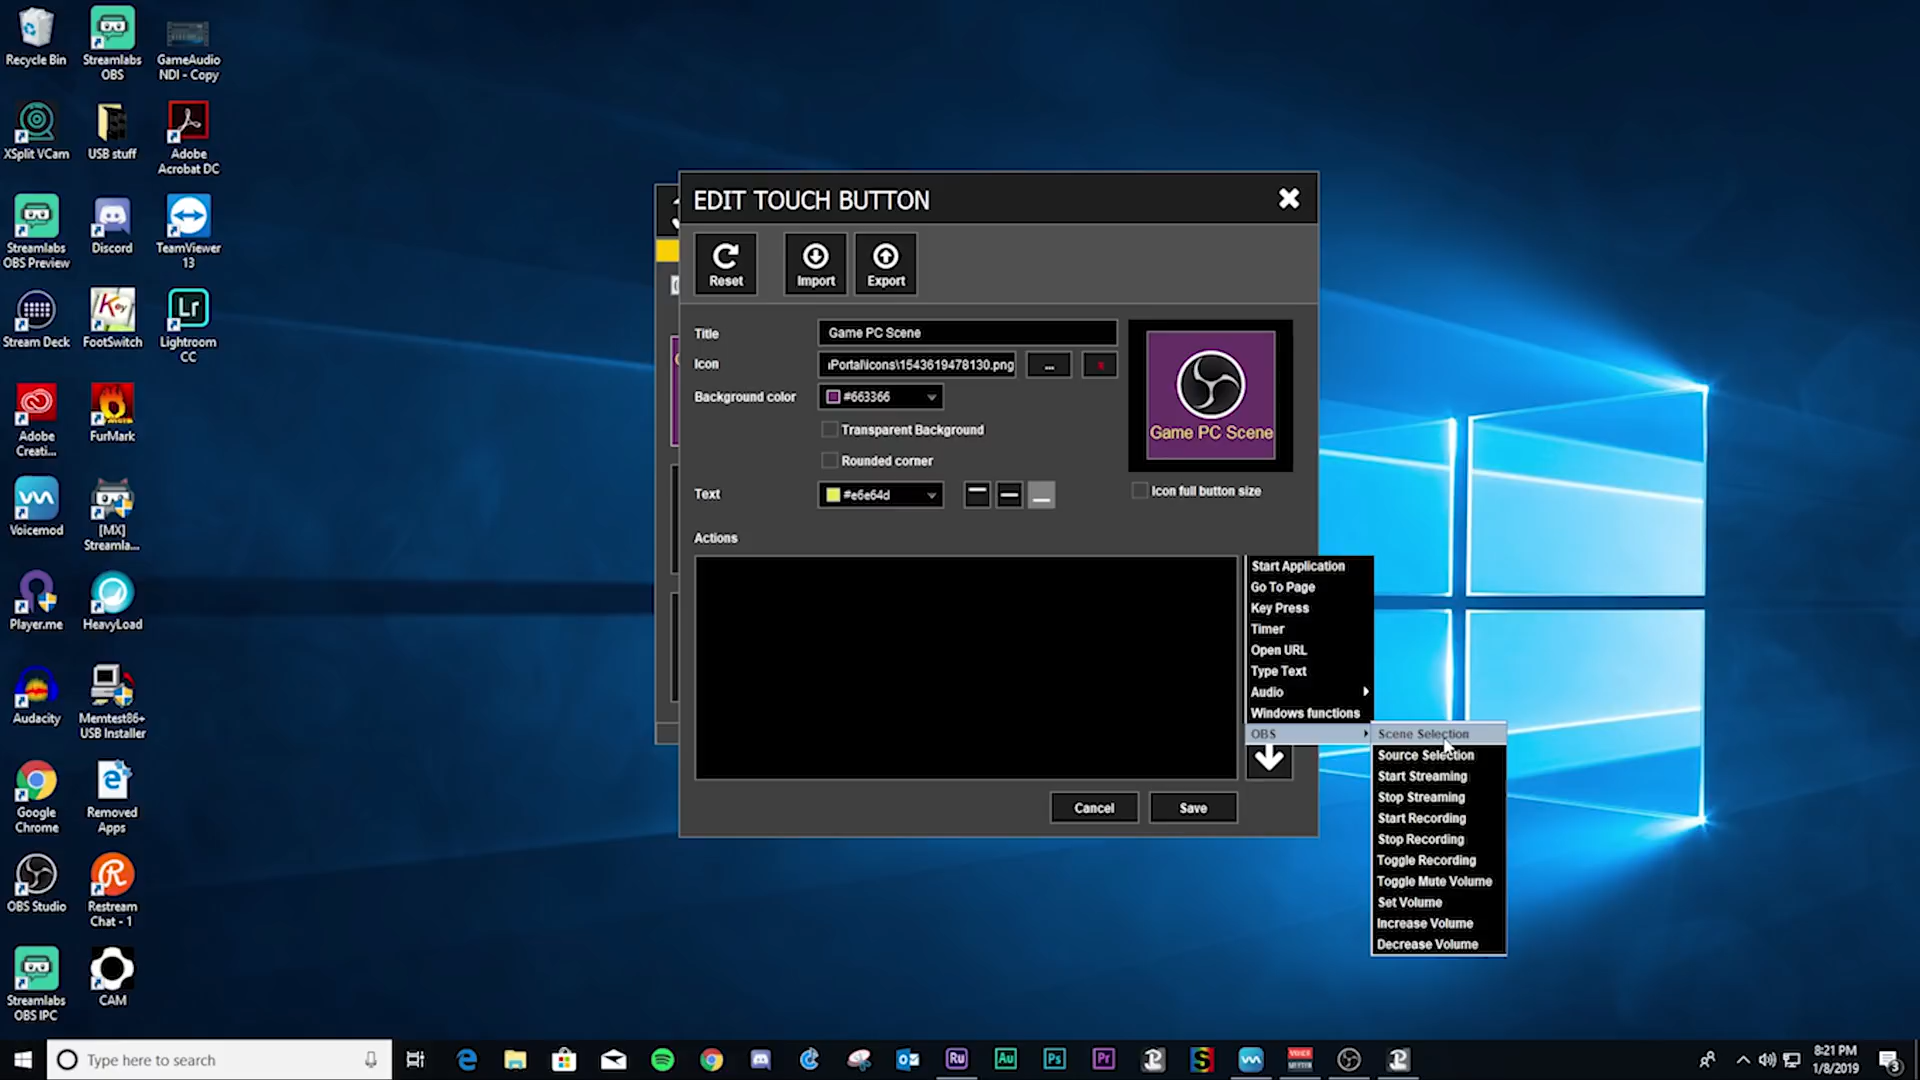 Recycle Bin
Streamlabs
OBS
GameAudio
NDI - Copy
XSplit VCam
USB stuff
Adobe
Acrobat DC
Streamlabs
OBS Preview
Discord
TeamViewer
13
Stream Deck
Key
FootSwitch
Lr
Lightroom
CC
Adobe
Creati...
FurMark
Voicemod
[MX]
Streamla...
Player.me
HeavyLoad
Audacity
Memtest86+
USB Installer
Google
Chrome
Removed
Apps
OBS Studio
Restream
Chat - 1
Streamlabs
OBS IPC
CAM
EDIT TOUCH BUTTON
Reset
Import
Export
Title
Game PC Scene
Icon
Portal\icons\1543619478130.png
...
x
Background color
#663366
Transparent Background
Rounded corner
Text
#e6e64d
Game PC Scene
Icon full button size
Actions
Start Application
Go To Page
Key Press
Timer
Open URL
Type Text
Audio
Windows functions
OBS
Scene Selection
Source Selection
Start Streaming
Stop Streaming
Start Recording
Stop Recording
Toggle Recording
Toggle Mute Volume
Set Volume
Increase Volume
Decrease Volume
Cancel
Save
Type here to search
Ru
Au
Ps
Pr
S
8:21 PM
1/8/2019
3